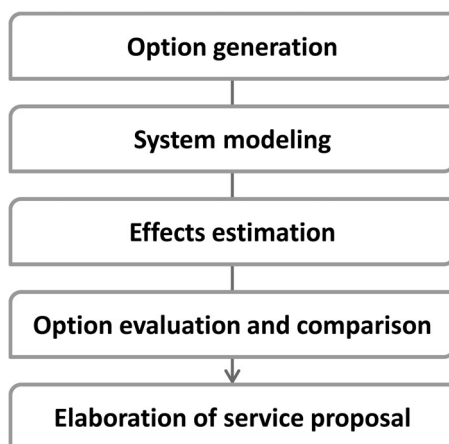 Option generation
System modeling
Effects estimation
Option evaluation and comparison
Elaboration of service proposal